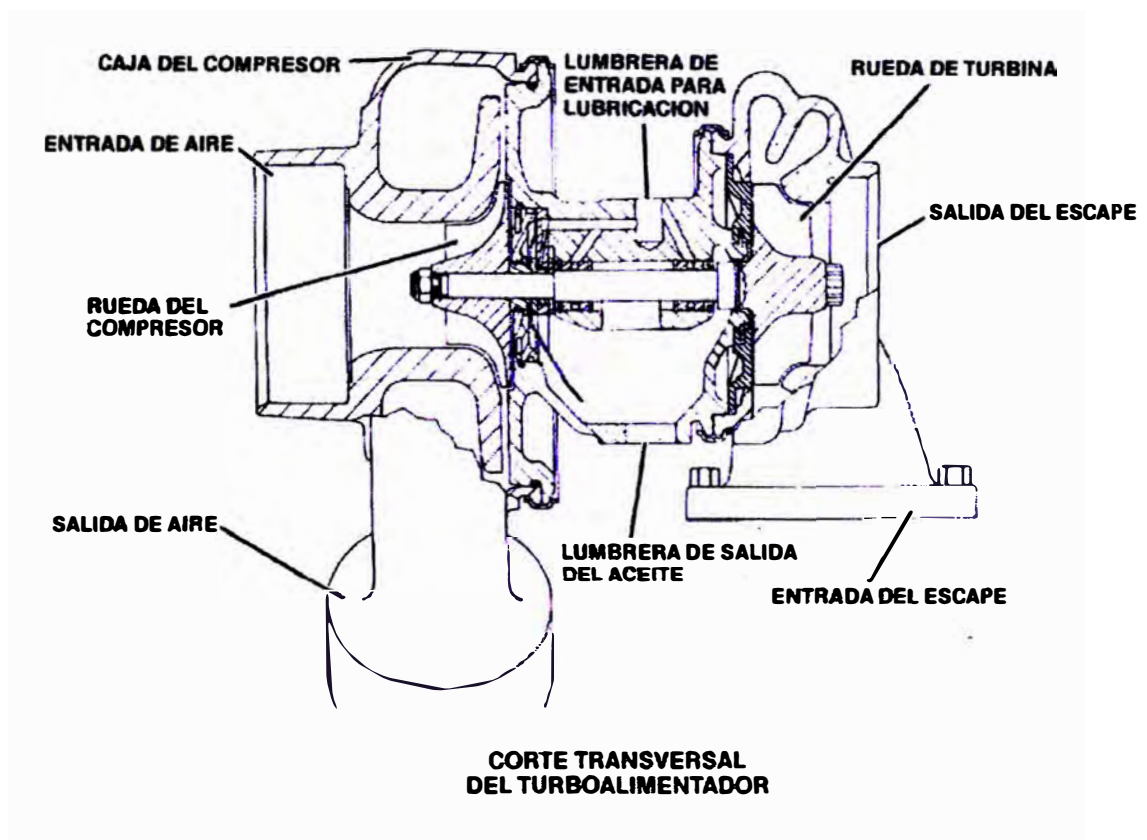 CAJA DEL COMPRESOR
LUMBRERA DE
ENTRADA PARA
LUBRICACION
RUEDA DE TURBINA
ENTRADA DE AIRE
SALIDA DEL ESCAPE
RUEDA DEL
COMPRESOR
SALIDA DE AIRE
LUMBRERA DE SALIDA
DEL ACEITE
ENTRADA DEL ESCAPE
CORTE TRANSVERSAL
DEL TURBOALIMENTADOR